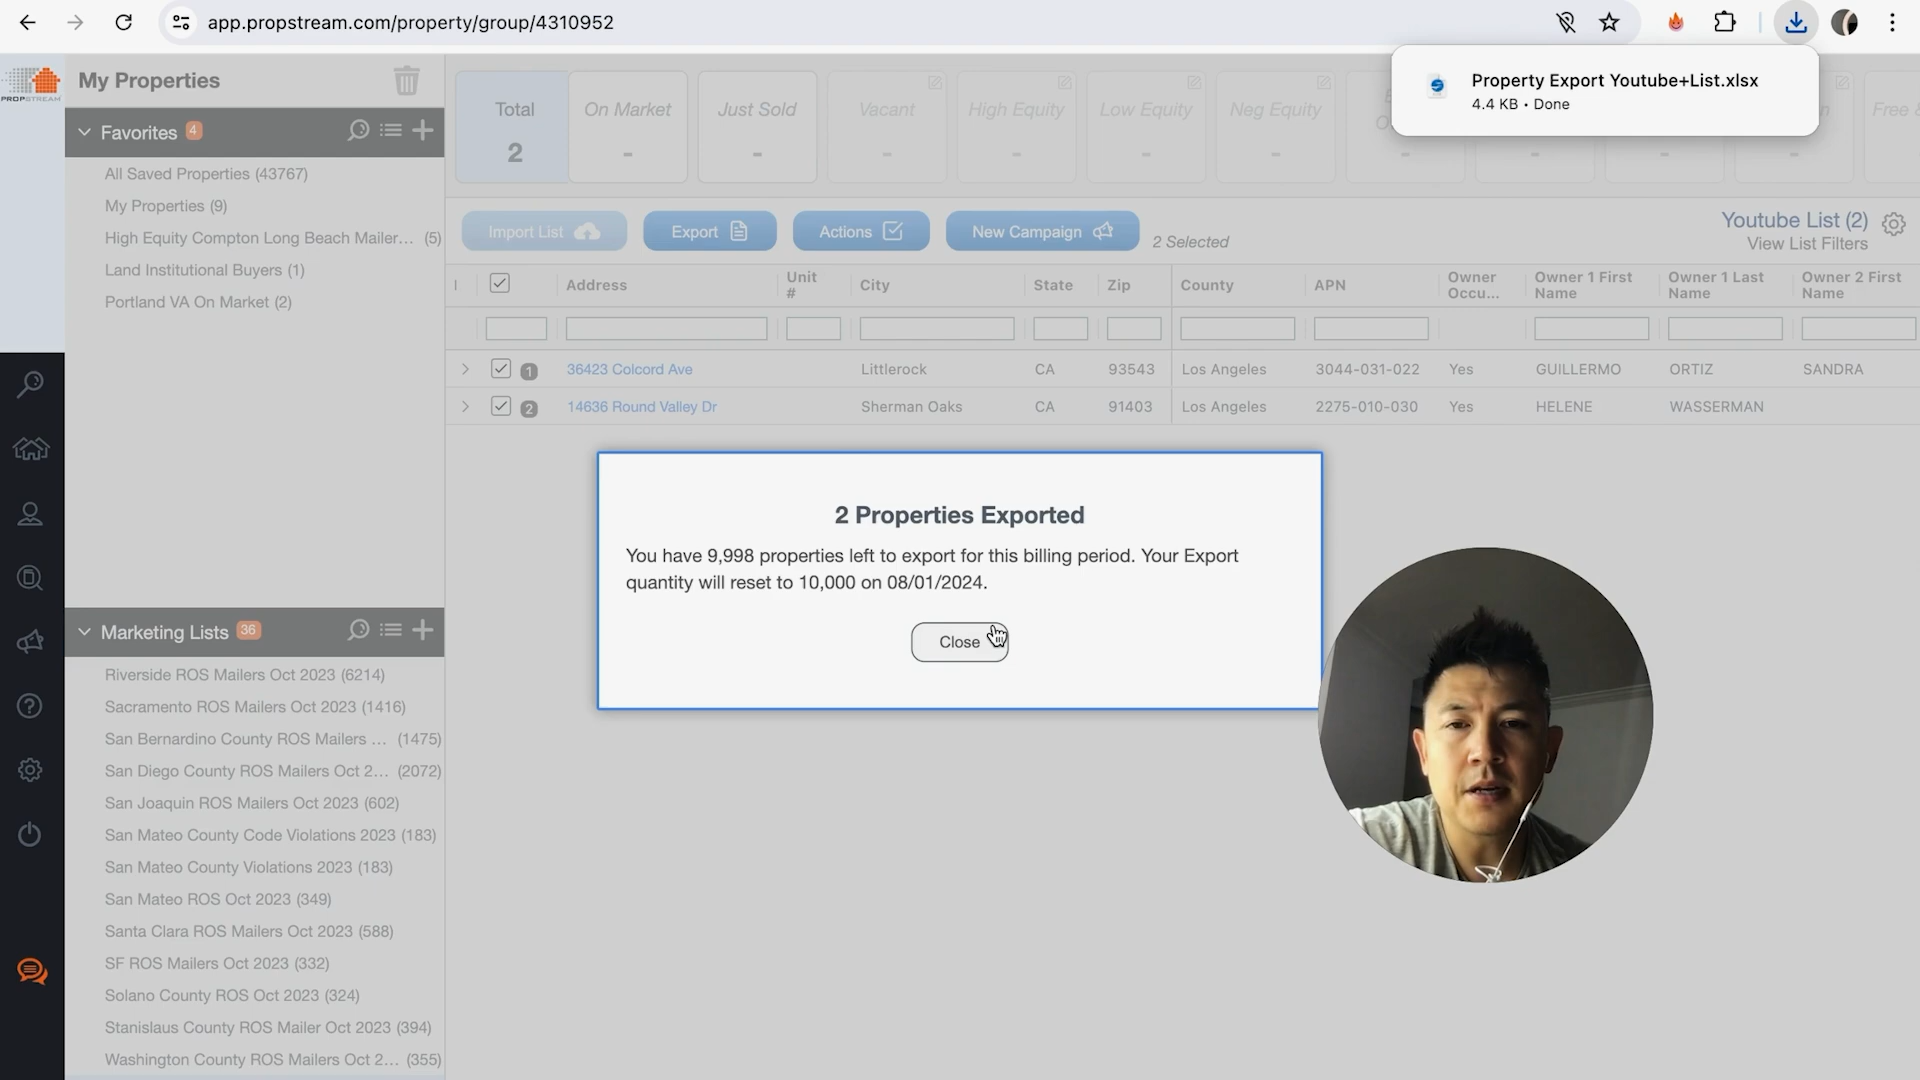 app.propstream.com/property/group/4310952
Property Export Youtube+List.xlsx
4.4 KB • Done
PROPSTREAM
My Properties
Favorites 4
All Saved Properties (43767)
My Properties (9)
High Equity Compton Long Beach Mailer... (5)
Land Institutional Buyers (1)
Portland VA On Market (2)
Marketing Lists 36
Riverside ROS Mailers Oct 2023 (6214)
Sacramento ROS Mailers Oct 2023 (1416)
San Bernardino County ROS Mailers ... (1475)
San Diego County ROS Mailers Oct 2... (2072)
San Joaquin ROS Mailers Oct 2023 (602)
San Mateo County Code Violations 2023 (183)
San Mateo County Violations 2023 (183)
San Mateo ROS Oct 2023 (349)
Santa Clara ROS Mailers Oct 2023 (588)
SF ROS Mailers Oct 2023 (332)
Solano County ROS Oct 2023 (324)
Stanislaus County ROS Mailer Oct 2023 (394)
Washington County ROS Mailers Oct 2... (355)
Total On Market Just Sold Vacant High Equity Low Equity Neg Equity Free &
2 - - - - - - - - - -
Import List Export Actions New Campaign 2 Selected
Youtube List (2)
View List Filters
Address Unit # City State Zip County APN Owner Occu... Owner 1 First Name Owner 1 Last Name Owner 2 First Name
1 36423 Colcord Ave Littlerock CA 93543 Los Angeles 3044-031-022 Yes GUILLERMO ORTIZ SANDRA
2 14636 Round Valley Dr Sherman Oaks CA 91403 Los Angeles 2275-010-030 Yes HELENE WASSERMAN
2 Properties Exported
You have 9,998 properties left to export for this billing period. Your Export
quantity will reset to 10,000 on 08/01/2024.
Close